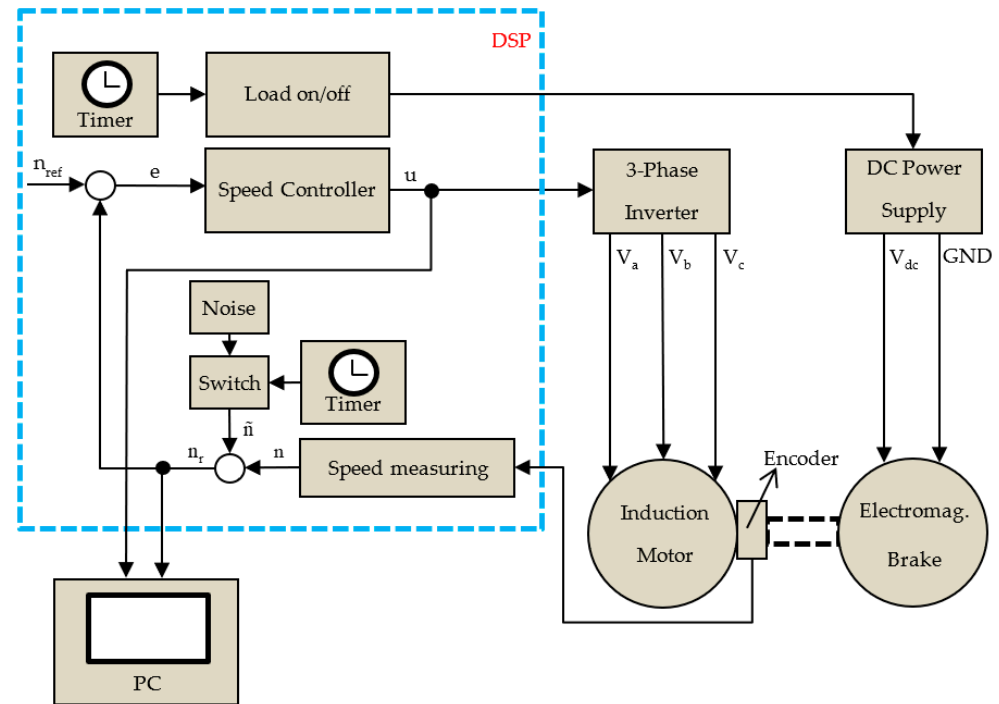 DSP
Timer
Load on/off
n_ref
e
Speed Controller
u
3-Phase
Inverter
DC Power
Supply
V_a
V_b
V_c
V_dc
GND
Noise
Switch
Timer
ñ
n_r
n
Speed measuring
Encoder
Induction
Motor
Electromag.
Brake
PC